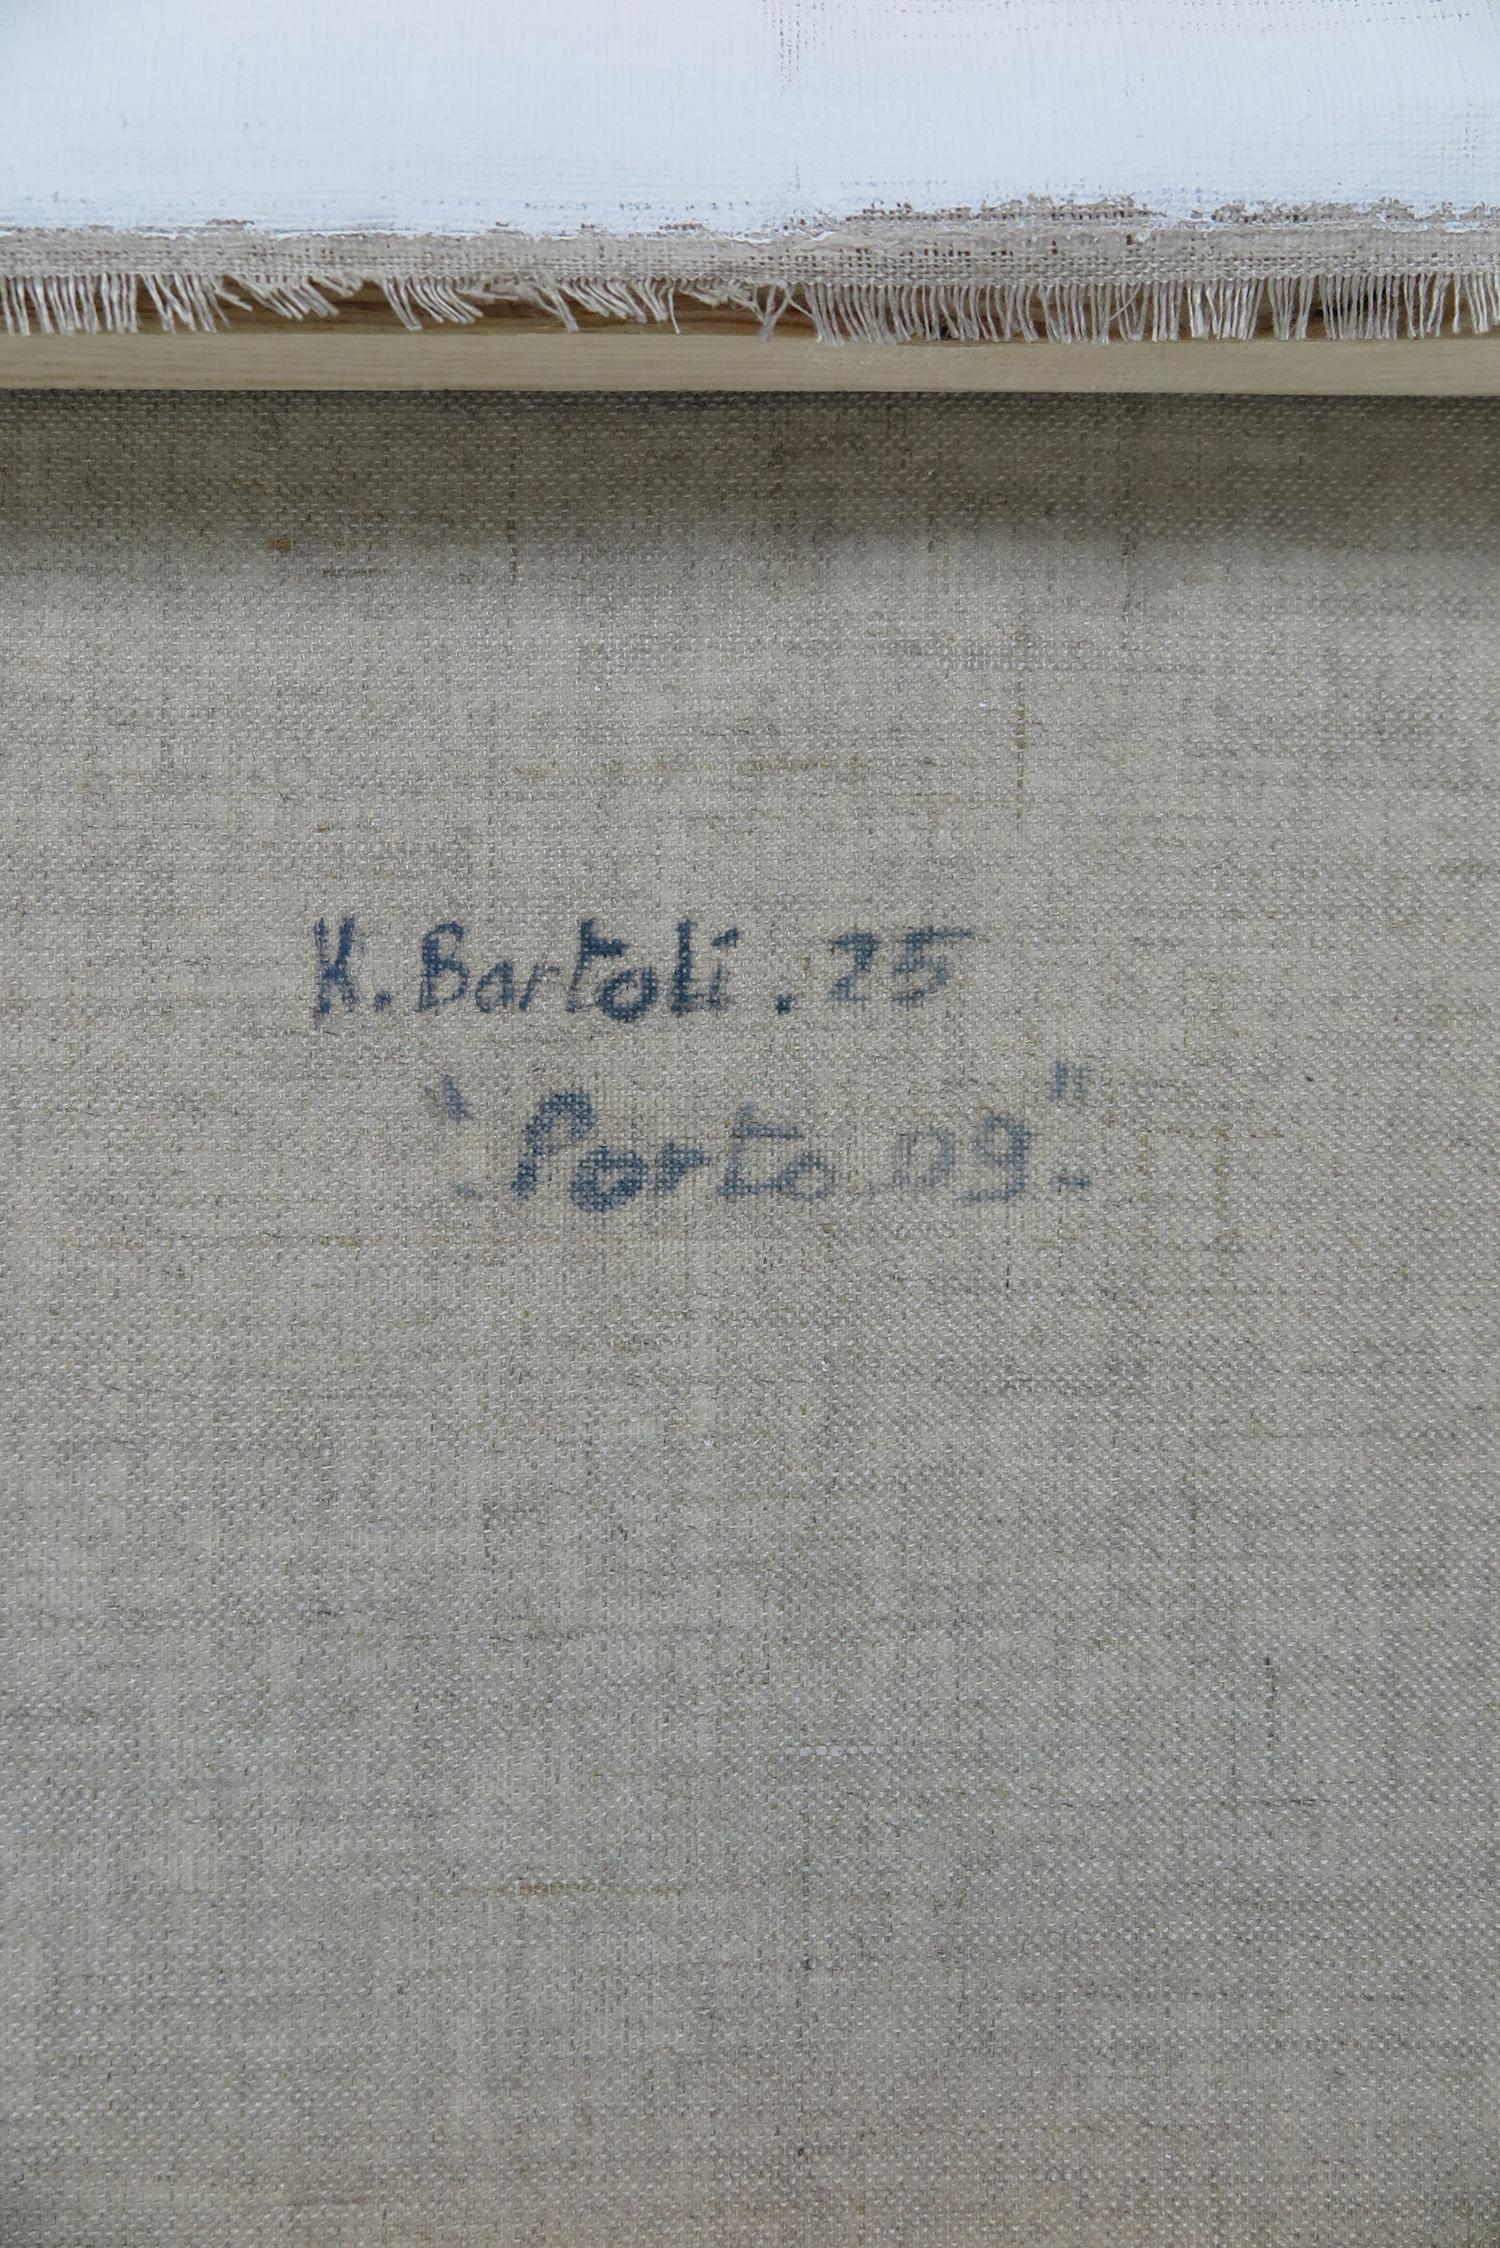 K. Bartoli . 25
"Porto 09".